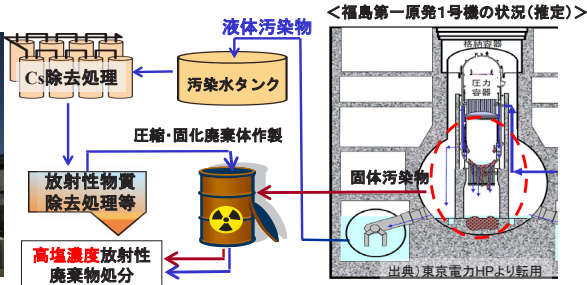 液体汚染物
<福島第一原発1号機の状況(推定)>
格納容器
圧力
容器
Cs除去処理
汚染水タンク
圧縮・固化廃棄体作製
固体汚染物
放射性物質
除去処理等
高塩濃度放射性
廃棄物処分
出典)東京電力HPより転用